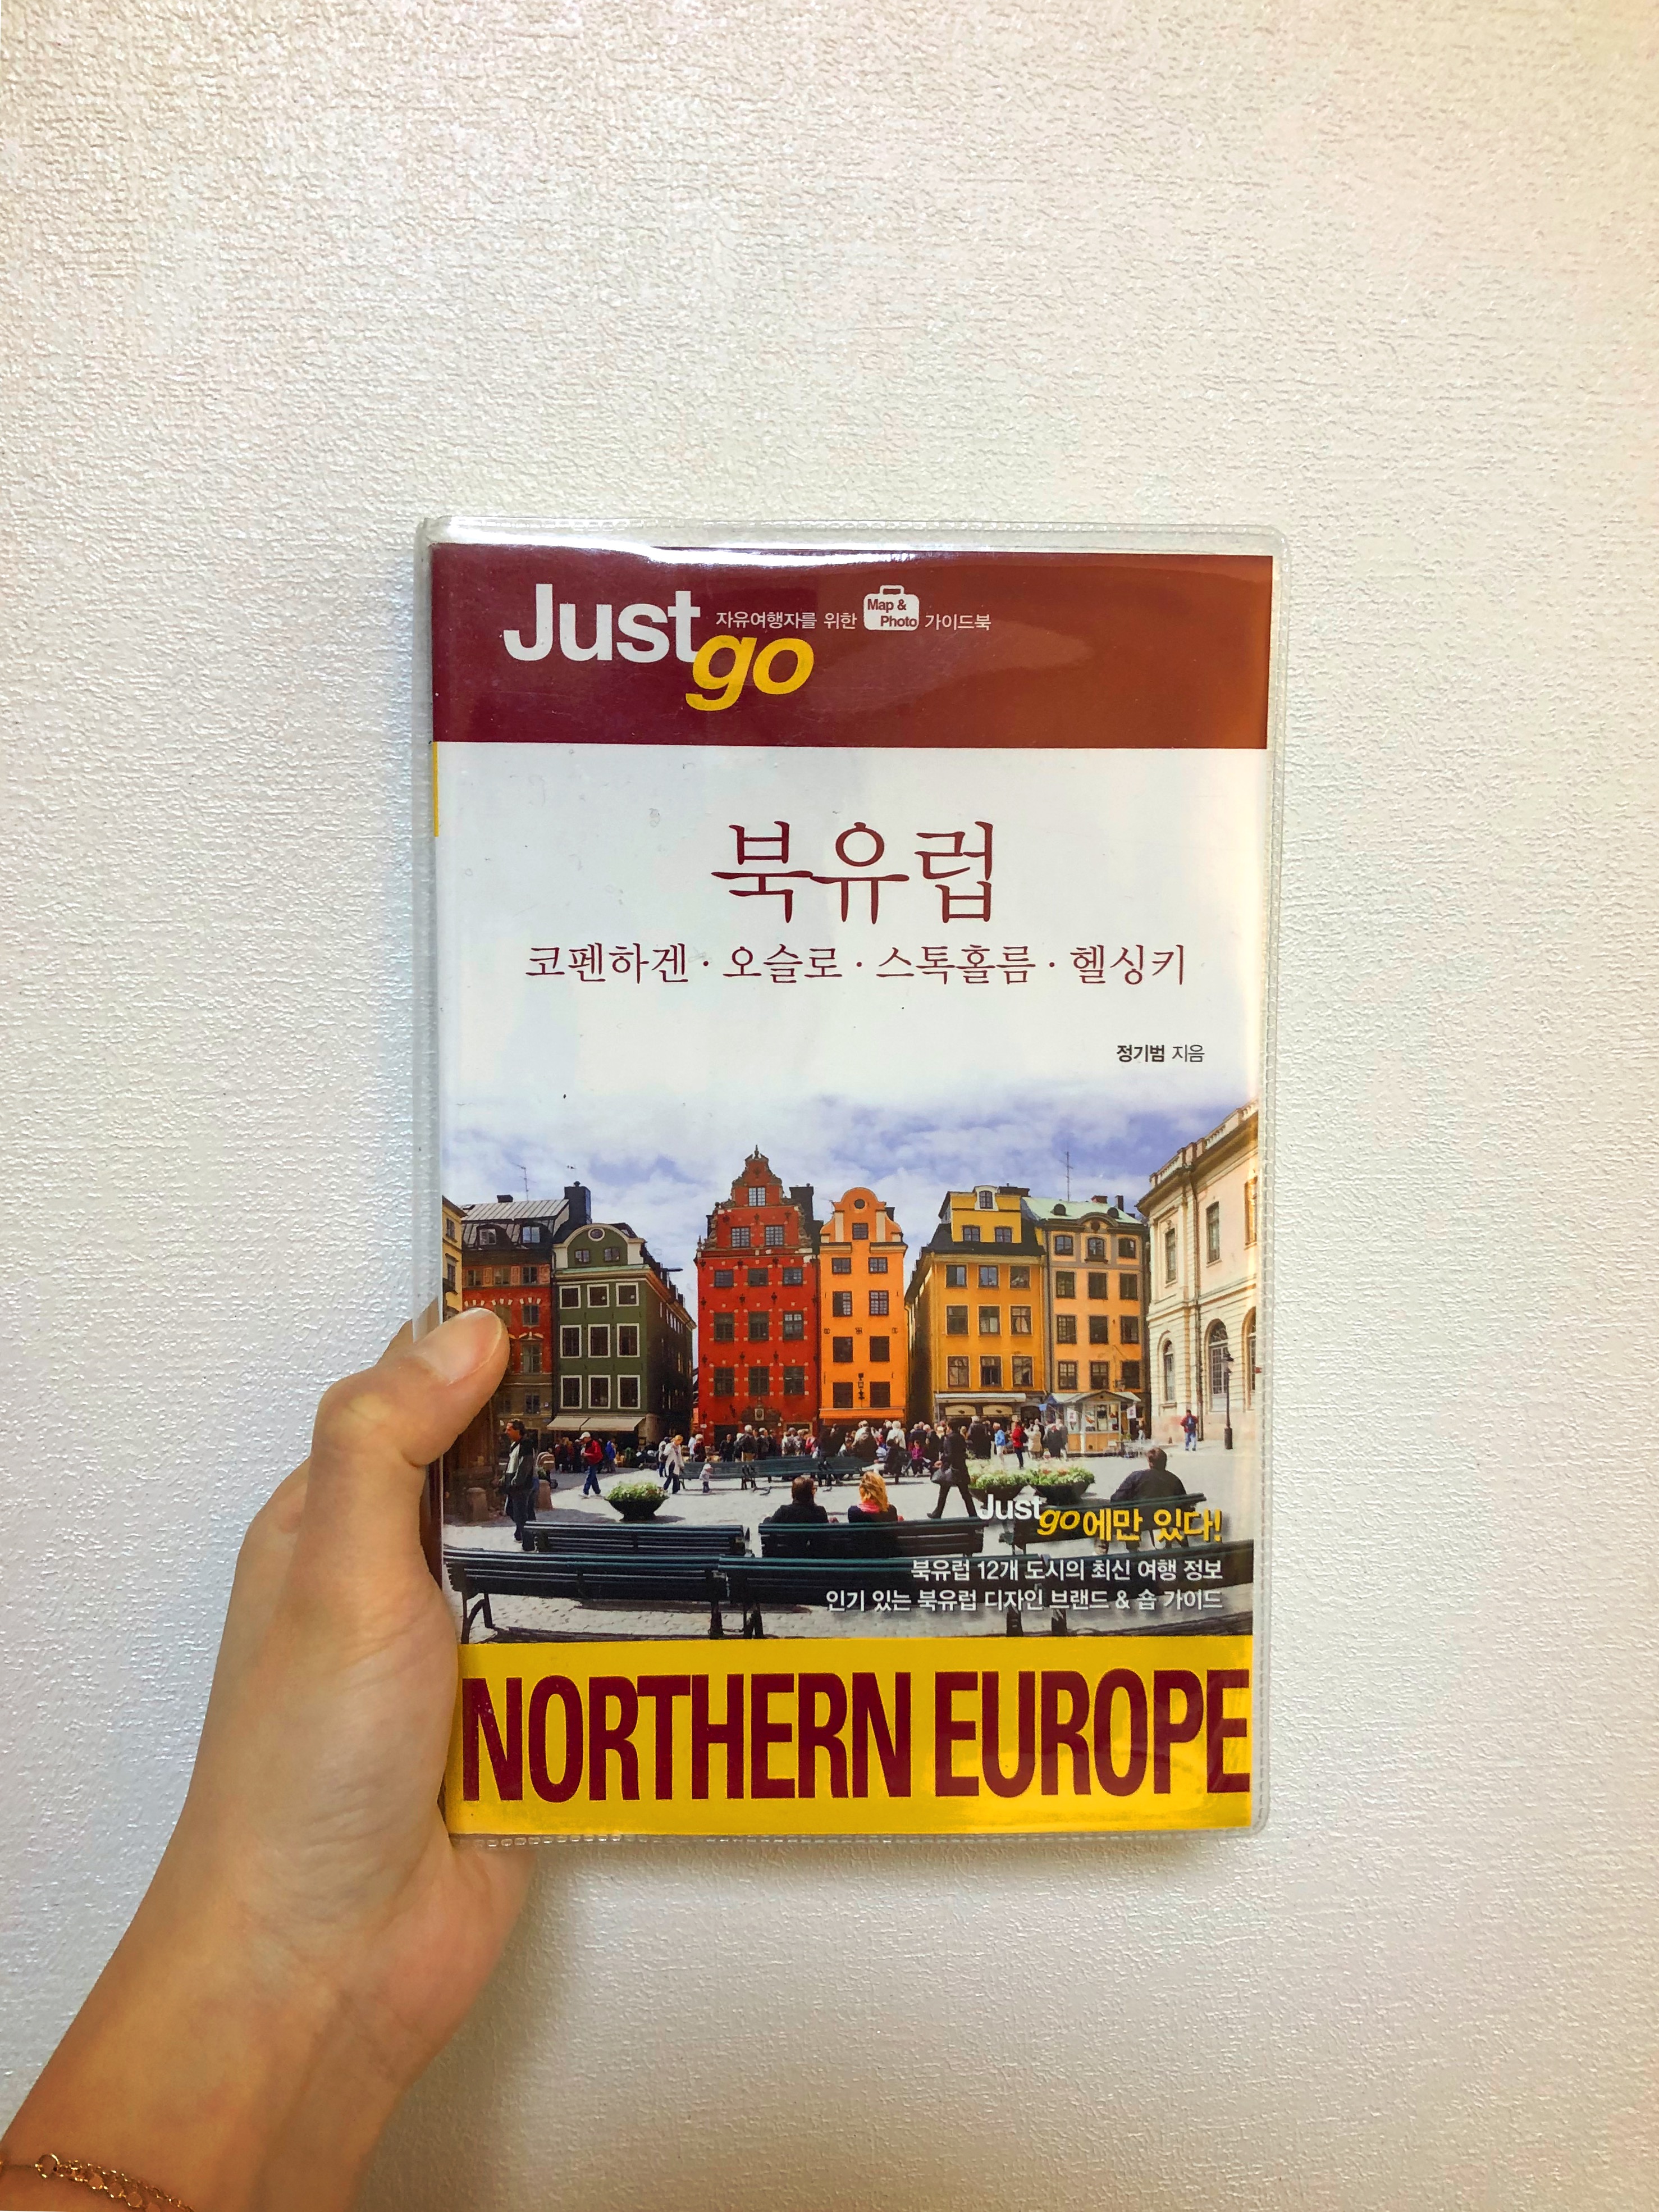 Just go 자유여행자를 위한 Map & Photo 가이드북
북유럽
코펜하겐 · 오슬로 · 스톡홀름 · 헬싱키
정기범 지음
Just go에만 있다!
북유럽 12개 도시의 최신 여행 정보
인기 있는 북유럽 디자인 브랜드 & 숍 가이드
NORTHERN EUROPE